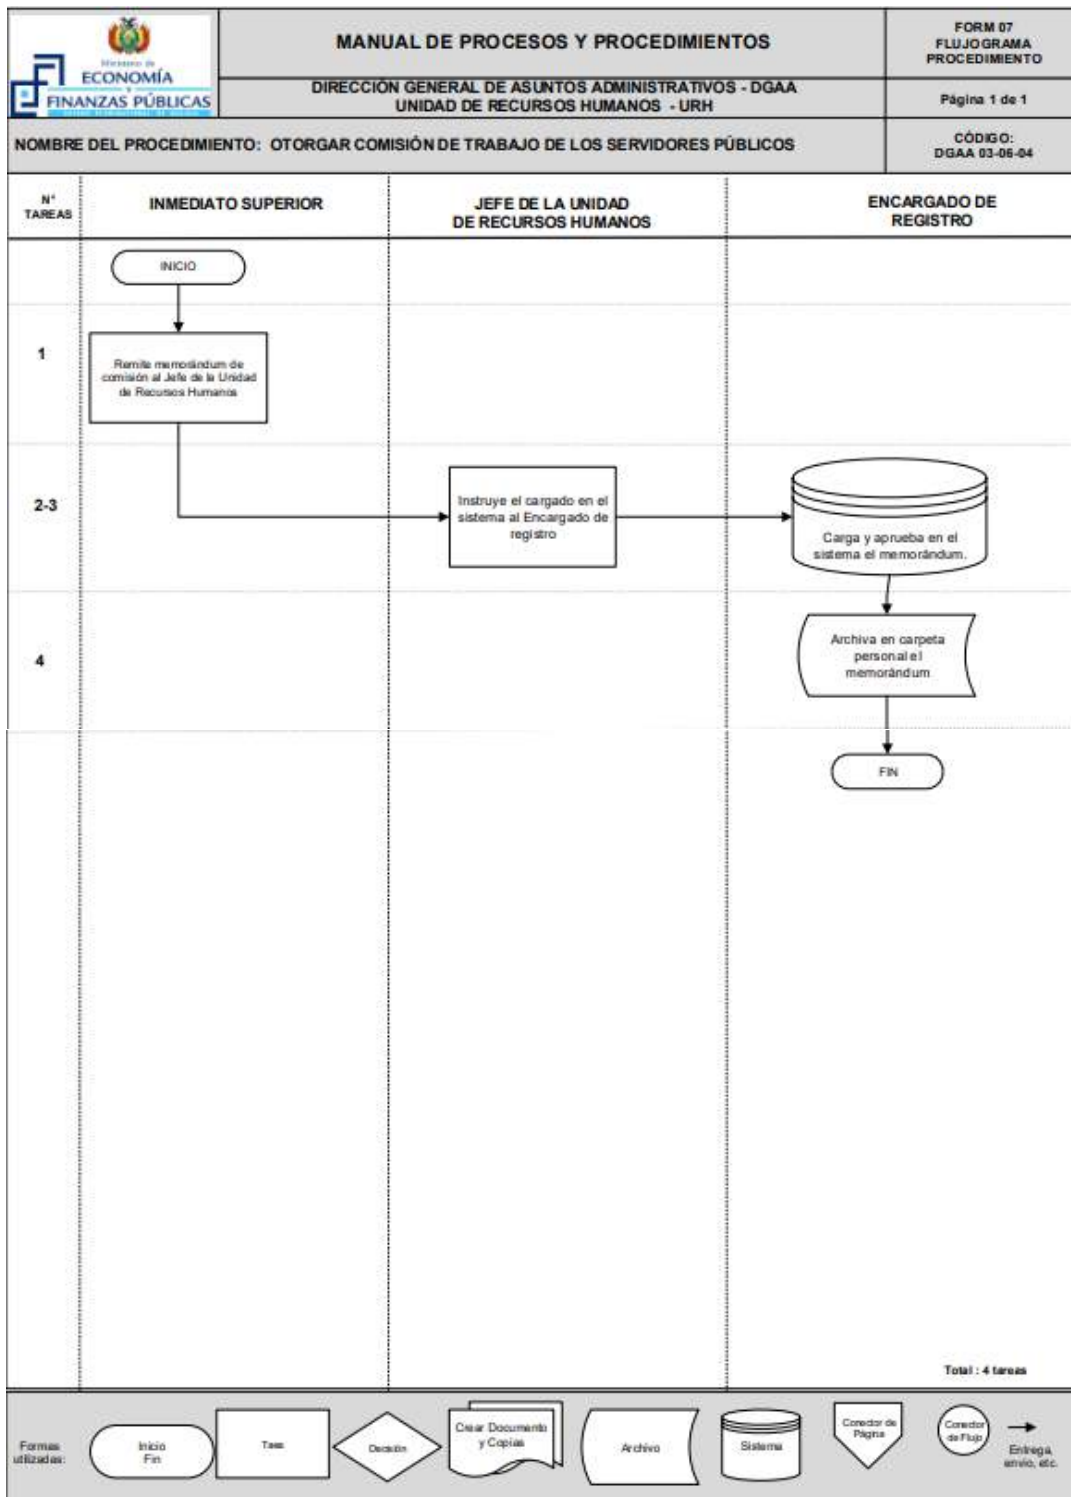 Ministerio de
ECONOMÍA
Y
FINANZAS PÚBLICAS
MANUAL DE PROCESOS Y PROCEDIMIENTOS
FORM 07
FLUJOGRAMA
PROCEDIMIENTO
DIRECCIÓN GENERAL DE ASUNTOS ADMINISTRATIVOS - DGAA
UNIDAD DE RECURSOS HUMANOS - URH
Página 1 de 1
NOMBRE DEL PROCEDIMIENTO: OTORGAR COMISIÓN DE TRABAJO DE LOS SERVIDORES PÚBLICOS
CÓDIGO:
DGAA 03-06-04
N°
TAREAS
INMEDIATO SUPERIOR
JEFE DE LA UNIDAD
DE RECURSOS HUMANOS
ENCARGADO DE
REGISTRO
INICIO
1
Remite memorándum de
comisión al Jefe de la Unidad
de Recursos Humanos
2-3
Instruye el cargado en el
sistema al Encargado de
registro
Carga y aprueba en el
sistema el memorándum.
4
Archiva en carpeta
personal el
memorándum
FIN
Total : 4 tareas
Formas
utilizadas:
Inicio
Fin
Decisión
Crear Documento
y Copias
Archivo
Sistema
Conector de
Página
Conector
de Flujo
Entrega,
envío, etc.